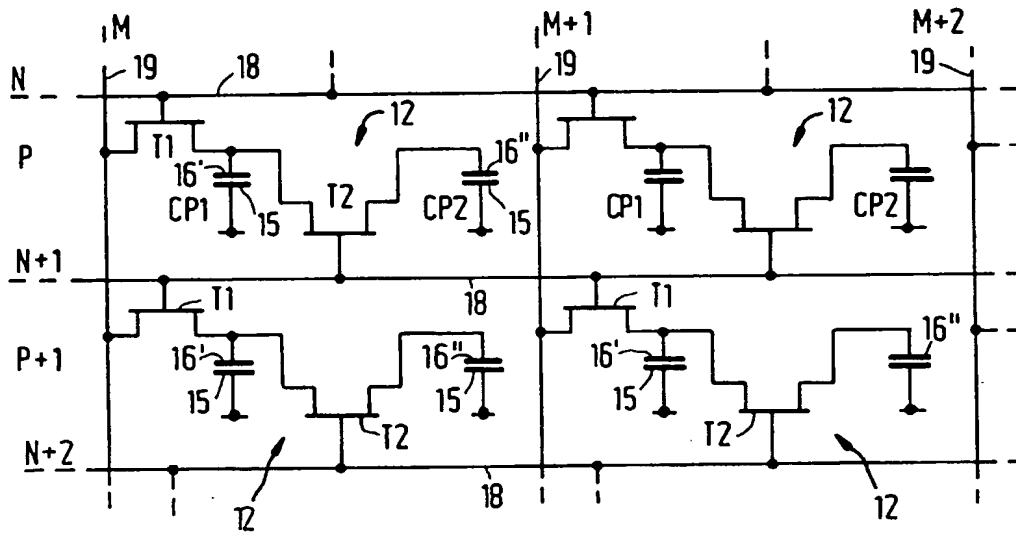 M M+1 M+2
19 18 19 19
N
12 12
P T1 16' 16"
T2 16"
CP1 15 CP2 15 CP1 CP2
N+1
18
T1 T1
P+1 16' 16" 16' 16"
15 15 15
T2 T2
N+2
18
12 12